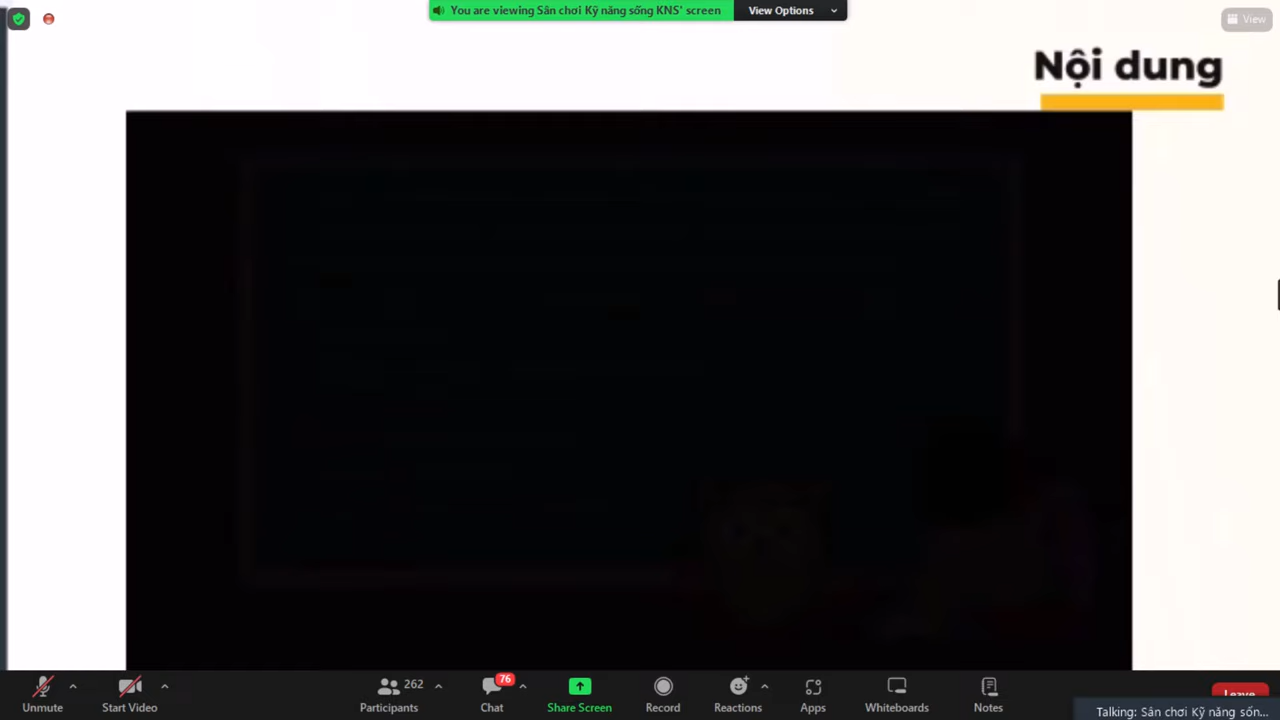 You are viewing Sân chơi Kỹ năng sống KNS' screen
View Options
View
Nội dung
Unmute
Start Video
262
Participants
76
Chat
Share Screen
Record
Reactions
Apps
Whiteboards
Notes
Leave
Talking: Sân chơi Kỹ năng sốn...